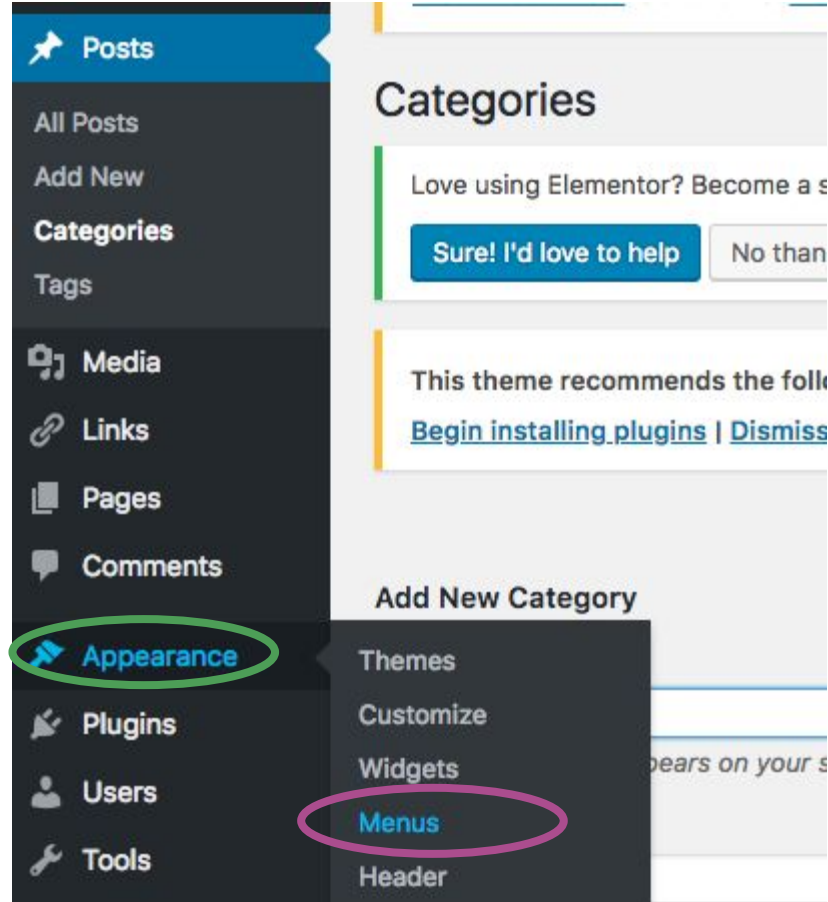 Posts
All Posts
Add New
Categories
Tags
Media
Links
Pages
Comments
Appearance
Plugins
Users
Tools
Themes
Customize
Widgets
Menus
Header
Categories
Love using Elementor? Become a s
Sure! I'd love to help
No than
This theme recommends the foll
Begin installing plugins | Dismiss
Add New Category
pears on your s